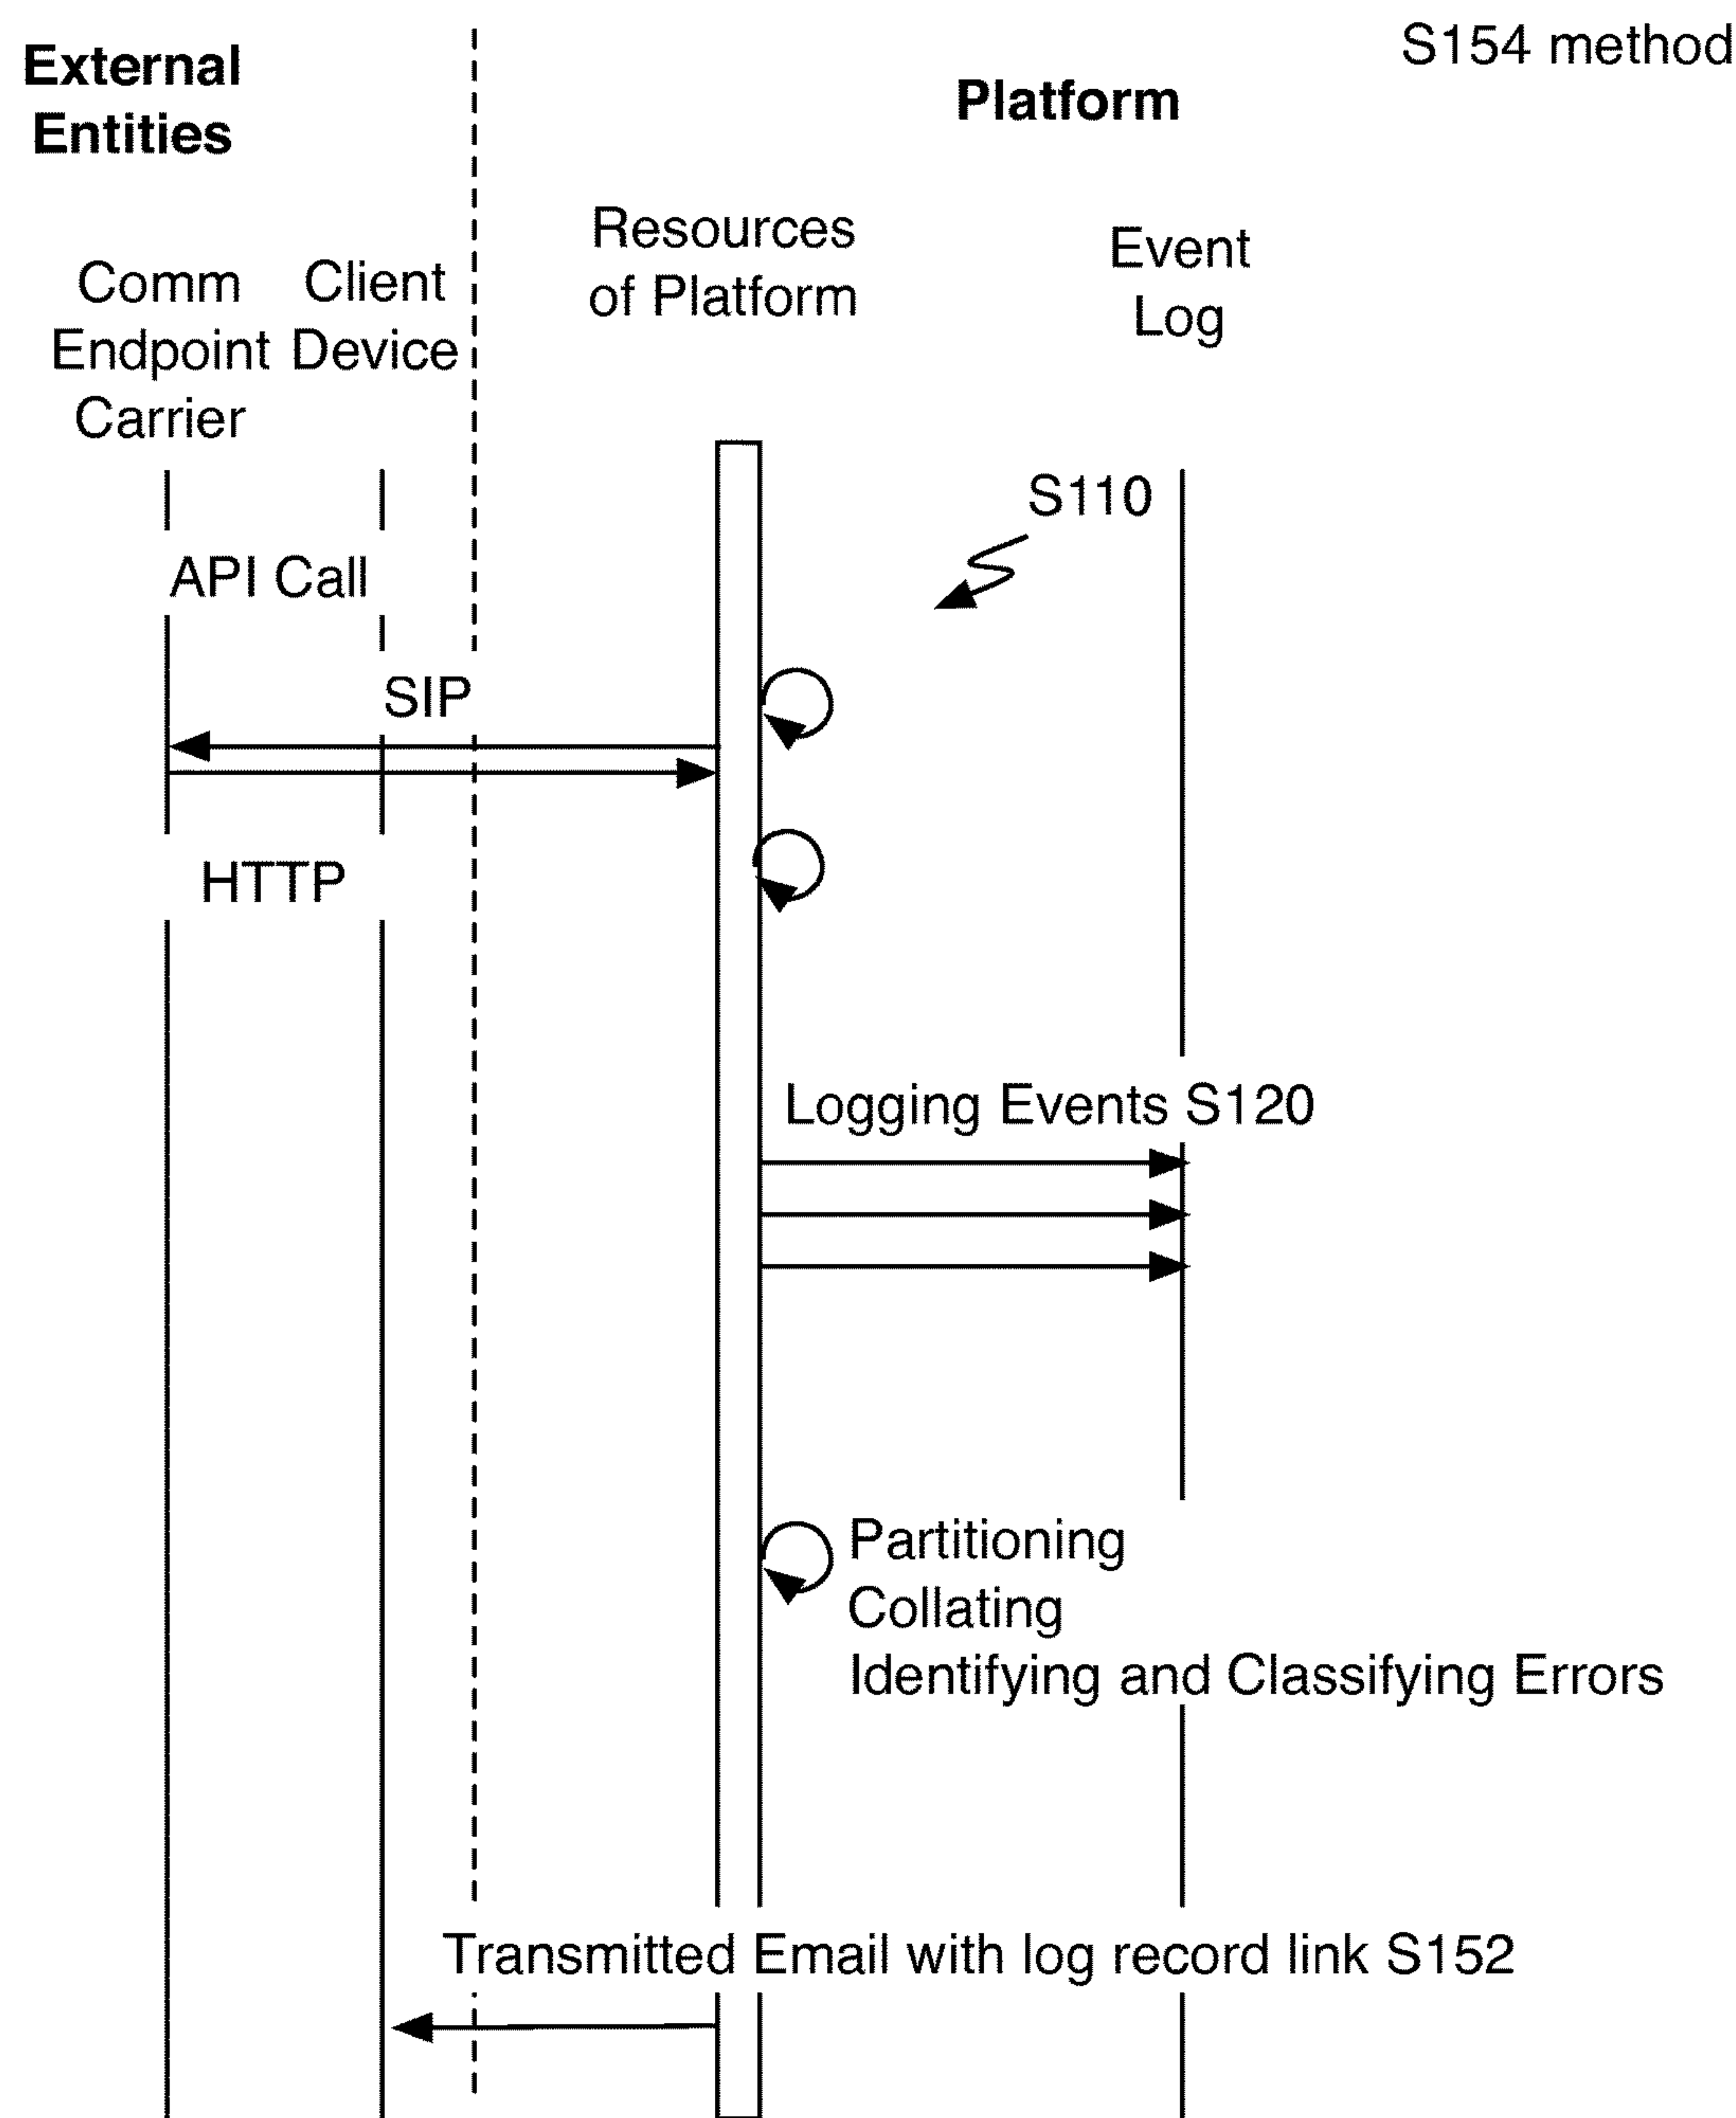 S154 method
External
Entities
Platform
Comm
Endpoint
Carrier
Client
Device
Resources
of Platform
Event
Log
S110
API Call
SIP
HTTP
Logging Events S120
Partitioning
Collating
Identifying and Classifying Errors
Transmitted Email with log record link S152